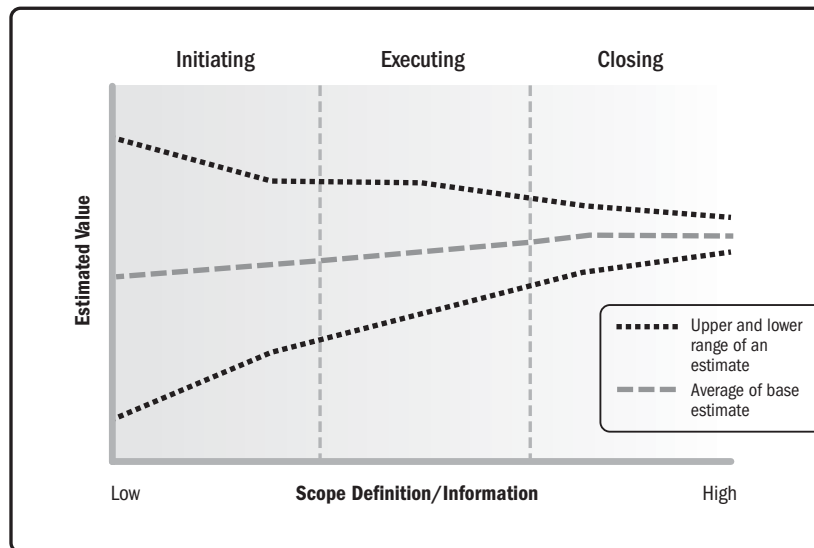 Initiating
Executing
Closing
Estimated Value
Upper and lower
range of an
estimate
Average of base
estimate
Low
Scope Definition/Information
High